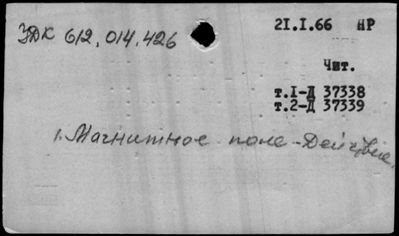 УДК 612.014.426
21.I.66 НР
Чит.
т.I-Д 37338
т.2-Д 37339
1. Магнитное поле - Действие.